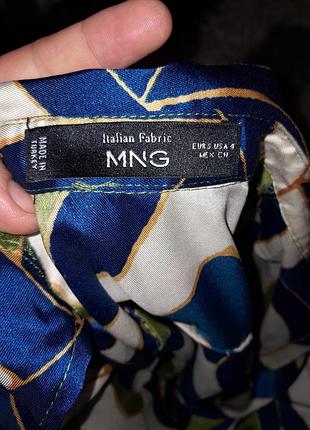 MADE IN
TURKEY
Italian Fabric
MNG
EUR S USA 4
MEX CH